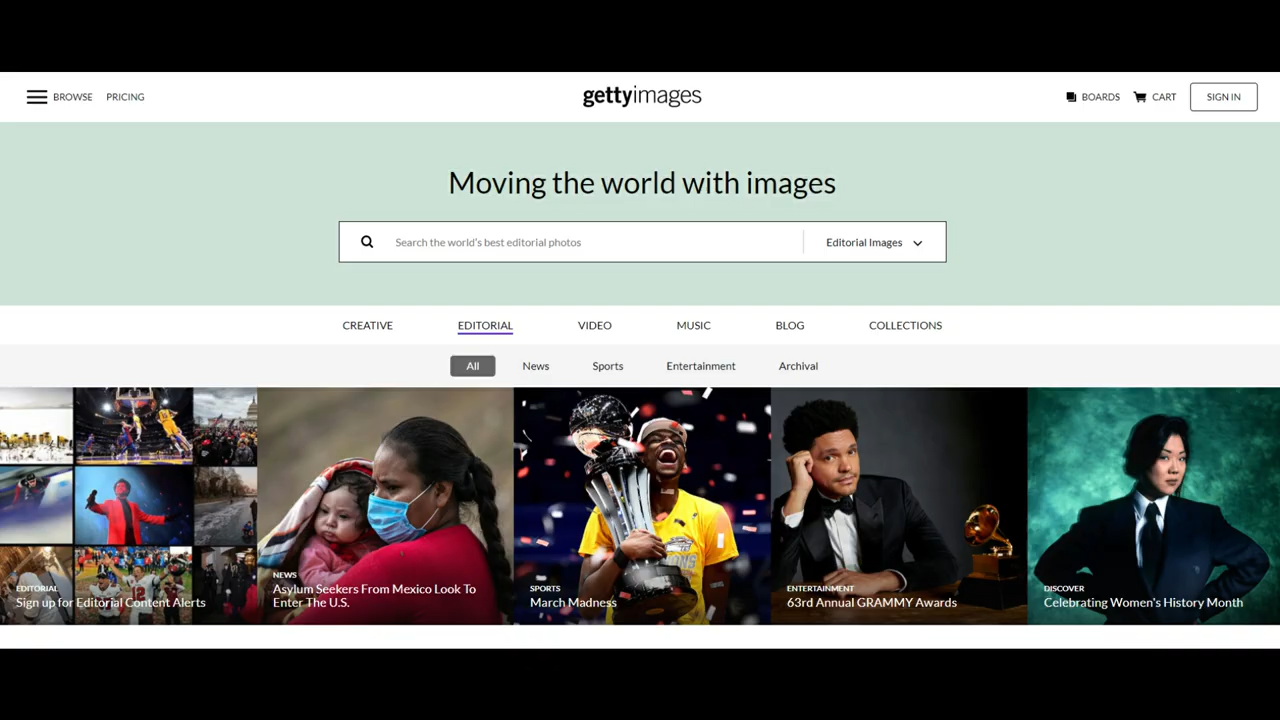 BROWSE PRICING gettyimages BOARDS CART SIGN IN
Moving the world with images
Search the world's best editorial photos Editorial Images
CREATIVE EDITORIAL VIDEO MUSIC BLOG COLLECTIONS
All News Sports Entertainment Archival
EDITORIAL
Sign up for Editorial Content Alerts
NEWS
Asylum Seekers From Mexico Look To
Enter The U.S.
SPORTS
March Madness
ENTERTAINMENT
63rd Annual GRAMMY Awards
DISCOVER
Celebrating Women's History Month